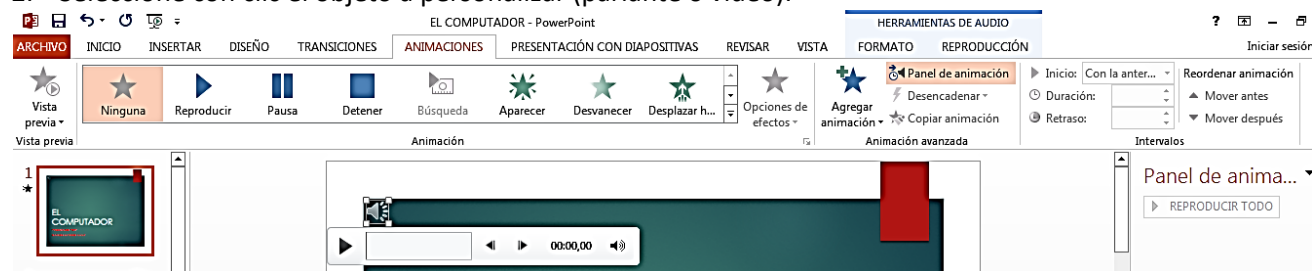 2. Seleccione con clic el objeto a personalizar (parlante o video).
EL COMPUTADOR - PowerPoint
HERRAMIENTAS DE AUDIO
?
ARCHIVO INICIO INSERTAR DISEÑO TRANSICIONES ANIMACIONES PRESENTACIÓN CON DIAPOSITIVAS REVISAR VISTA FORMATO REPRODUCCIÓN Iniciar sesión
Vista previa
Ninguna Reproducir Pausa Detener Búsqueda Aparecer Desvanecer Desplazar h...
Opciones de efectos
Agregar animación
Panel de animación
Desencadenar
Copiar animación
Inicio: Con la anter...
Duración:
Retraso:
Reordenar animación
Mover antes
Mover después
Vista previa Animación Animación avanzada Intervalos
1
EL
COMPUTADOR
00:00,00
Panel de anima...
REPRODUCIR TODO